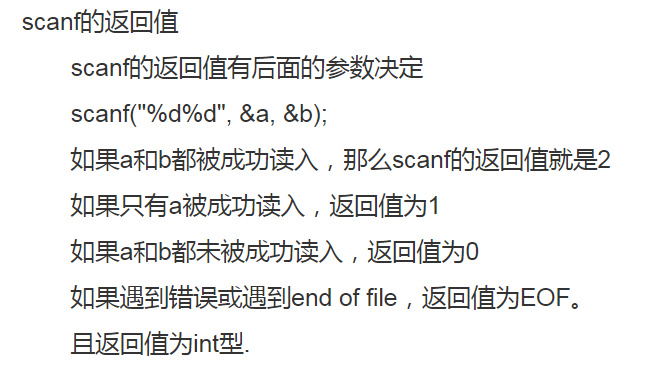 scanf的返回值
scanf的返回值有后面的参数决定
scanf("%d%d", &a, &b);
如果a和b都被成功读入，那么scanf的返回值就是2
如果只有a被成功读入，返回值为1
如果a和b都未被成功读入，返回值为0
如果遇到错误或遇到end of file，返回值为EOF。
且返回值为int型.